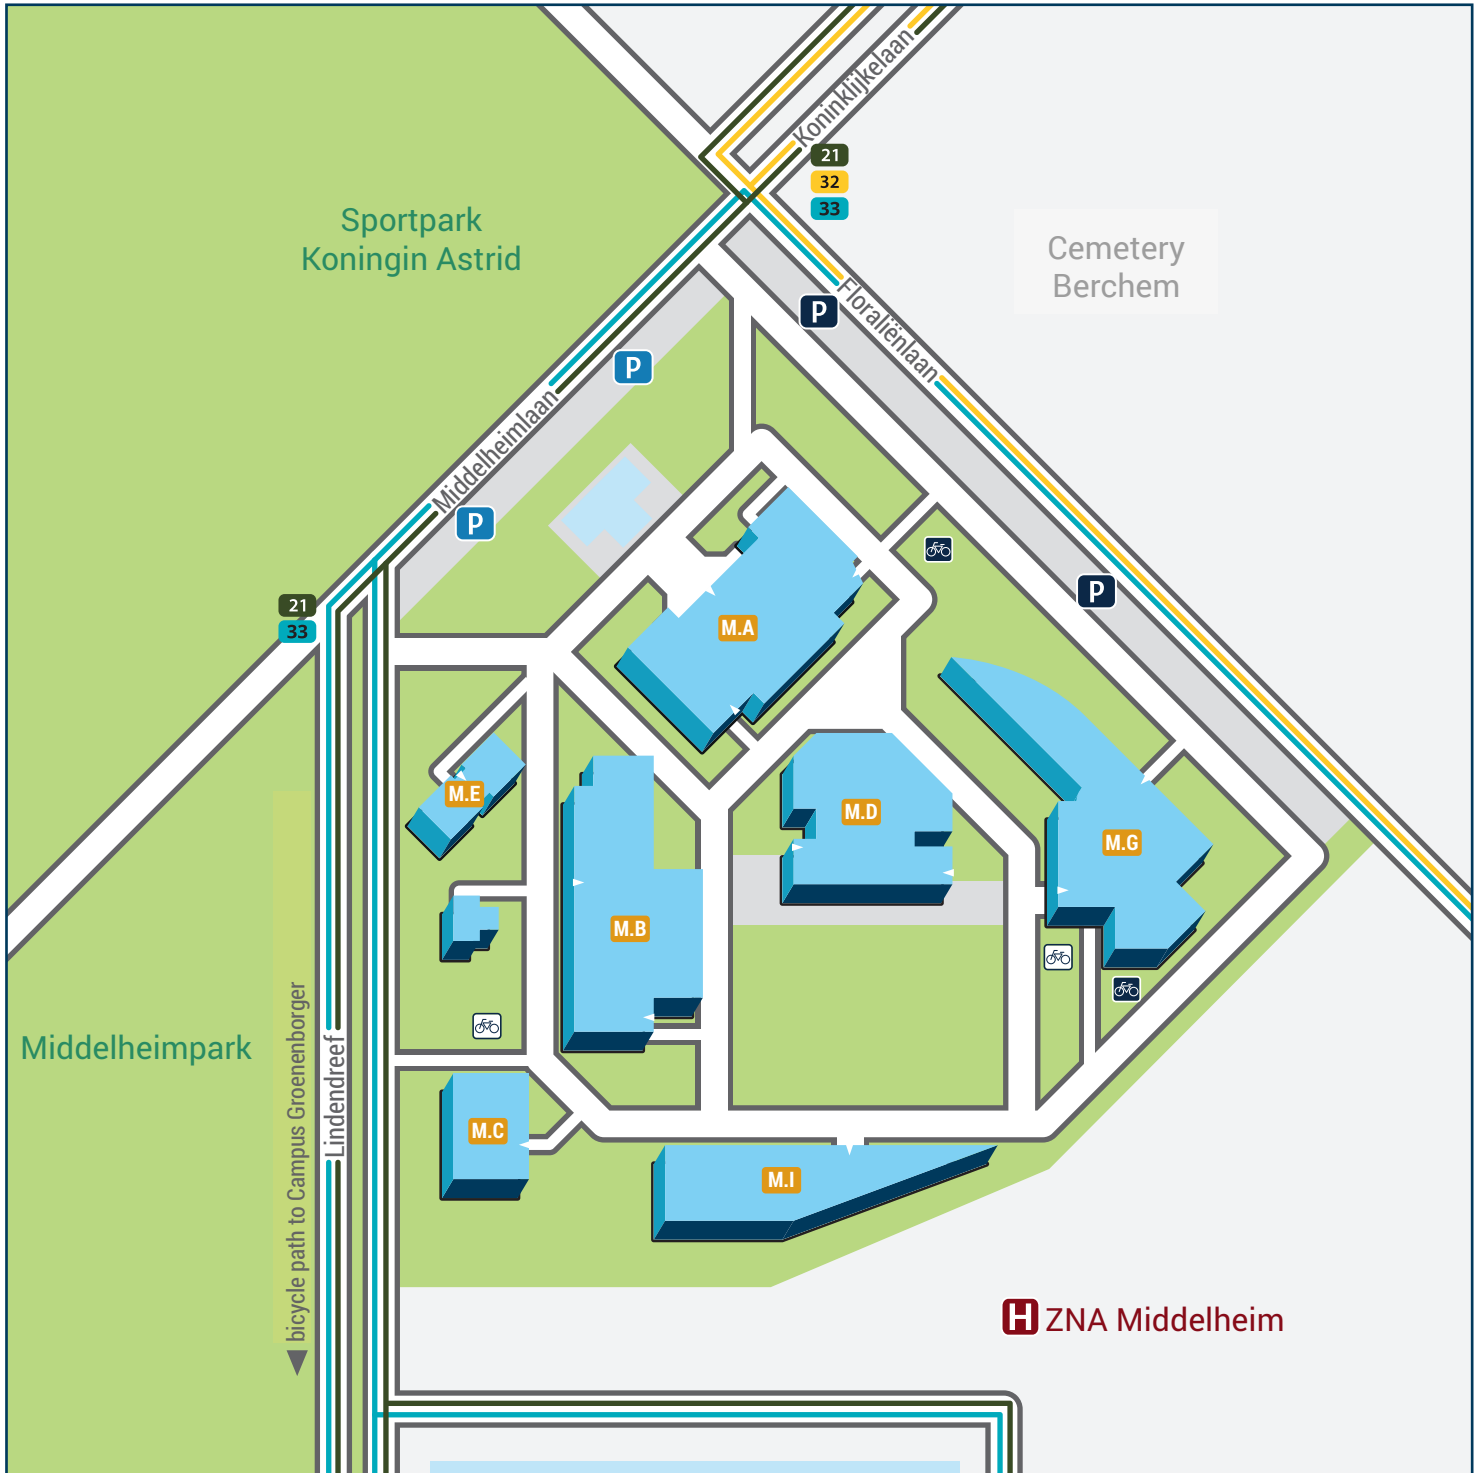 Koninklijkelaan
21
32
33
Sportpark
Koningin Astrid
Cemetery
Berchem
P
Floraliënlaan
P
Middelheimlaan
P
P
21
33
M.A
M.E
M.D
M.G
M.B
Middelheimpark
bicycle path to Campus Groenenborger
Lindendreef
M.C
M.I
H ZNA Middelheim